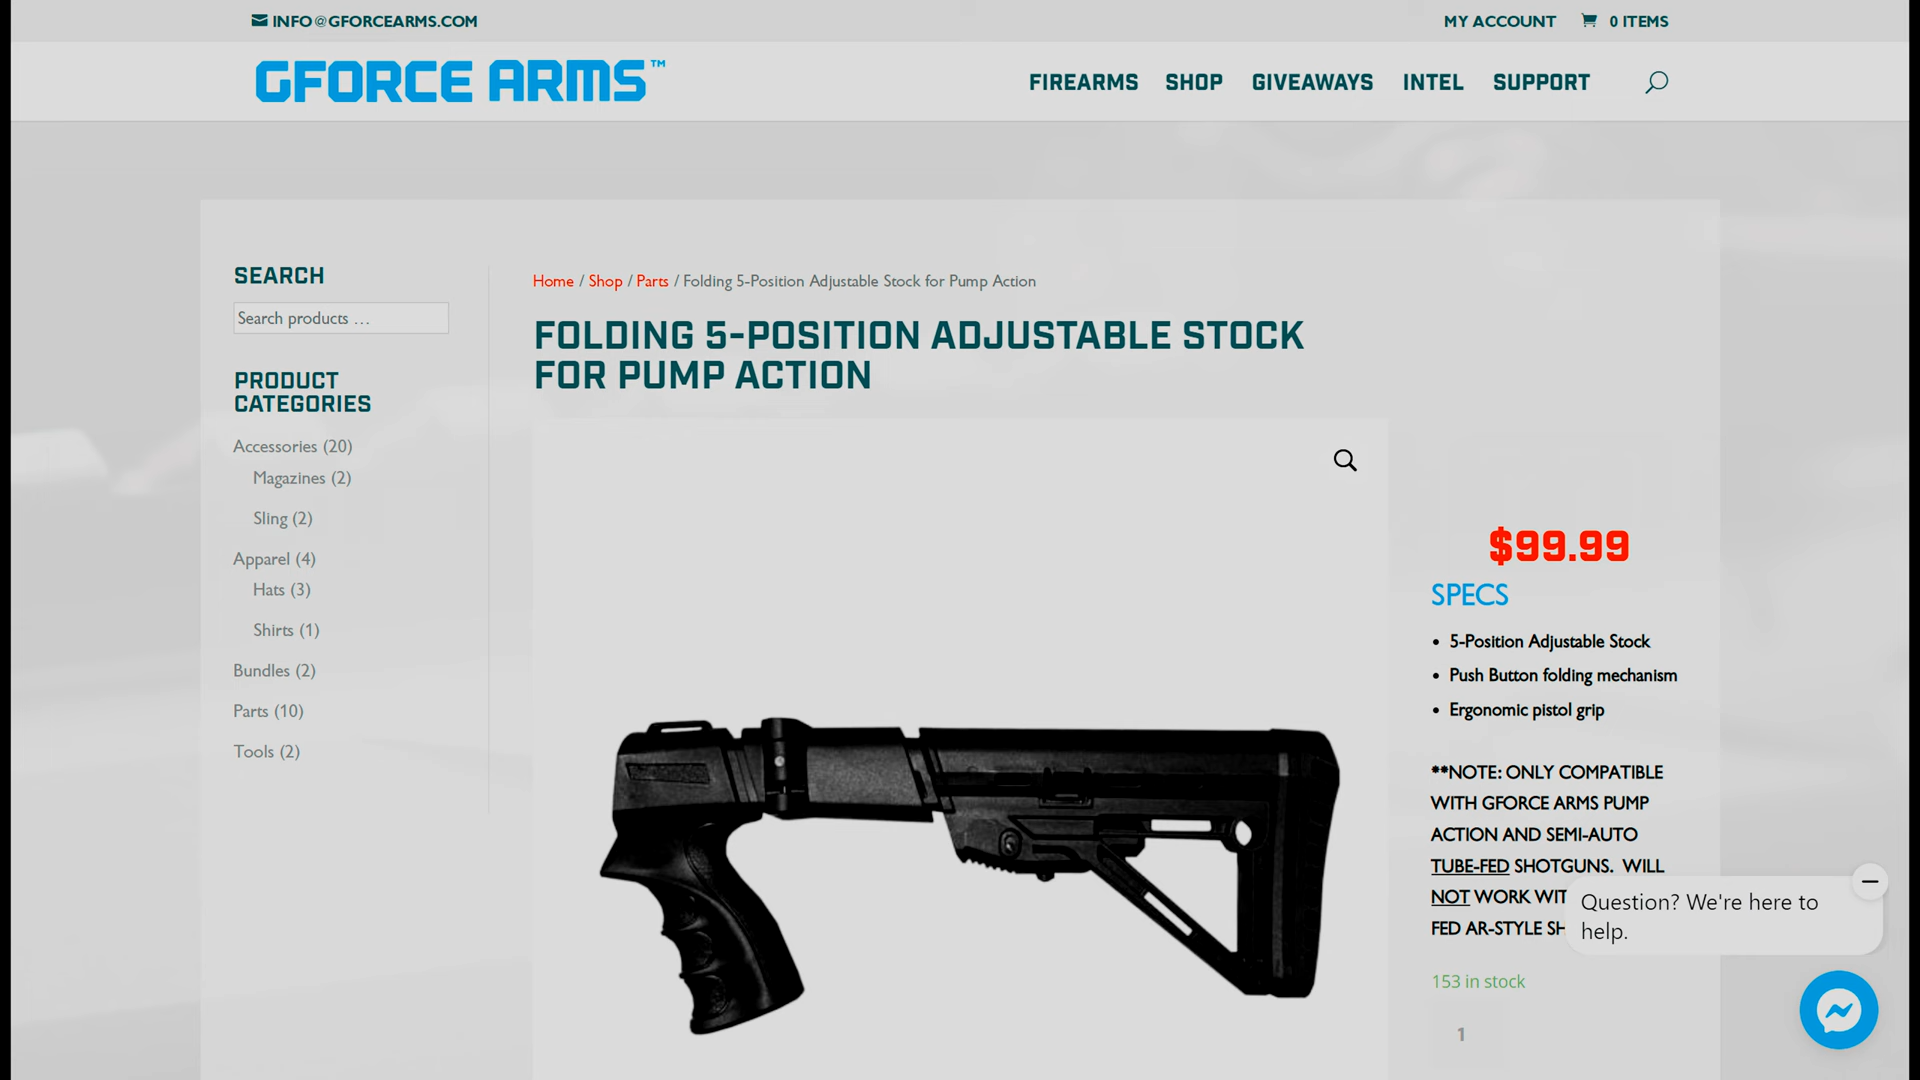 INFO@GFORCEARMS.COM
MY ACCOUNT
0 ITEMS
GFORCE ARMS™
FIREARMS
SHOP
GIVEAWAYS
INTEL
SUPPORT
SEARCH
Search products …
PRODUCT
CATEGORIES
Accessories (20)
Magazines (2)
Sling (2)
Apparel (4)
Hats (3)
Shirts (1)
Bundles (2)
Parts (10)
Tools (2)
Home / Shop / Parts / Folding 5-Position Adjustable Stock for Pump Action
FOLDING 5-POSITION ADJUSTABLE STOCK
FOR PUMP ACTION
$99.99
SPECS
• 5-Position Adjustable Stock
• Push Button folding mechanism
• Ergonomic pistol grip
**NOTE: ONLY COMPATIBLE
WITH GFORCE ARMS PUMP
ACTION AND SEMI-AUTO
TUBE-FED SHOTGUNS. WILL
NOT WORK
FED AR-STYLE
153 in stock
1
Question? We're here to
help.